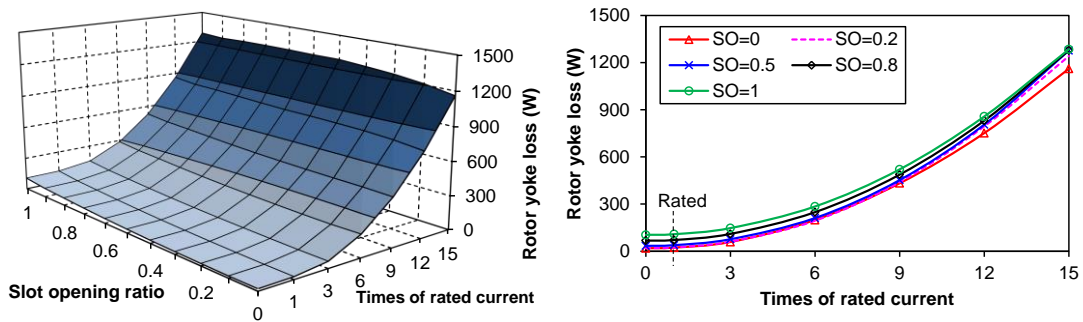 1500
1200
900
600
300
0
Rotor yoke loss (W)
1
0.8
0.6
0.4
0.2
0
Slot opening ratio
1
3
6
9
12
15
Times of rated current
Rotor yoke loss (W)
1500
1200
900
600
300
0
SO=0
SO=0.2
SO=0.5
SO=0.8
SO=1
Rated
0 3 6 9 12 15
Times of rated current